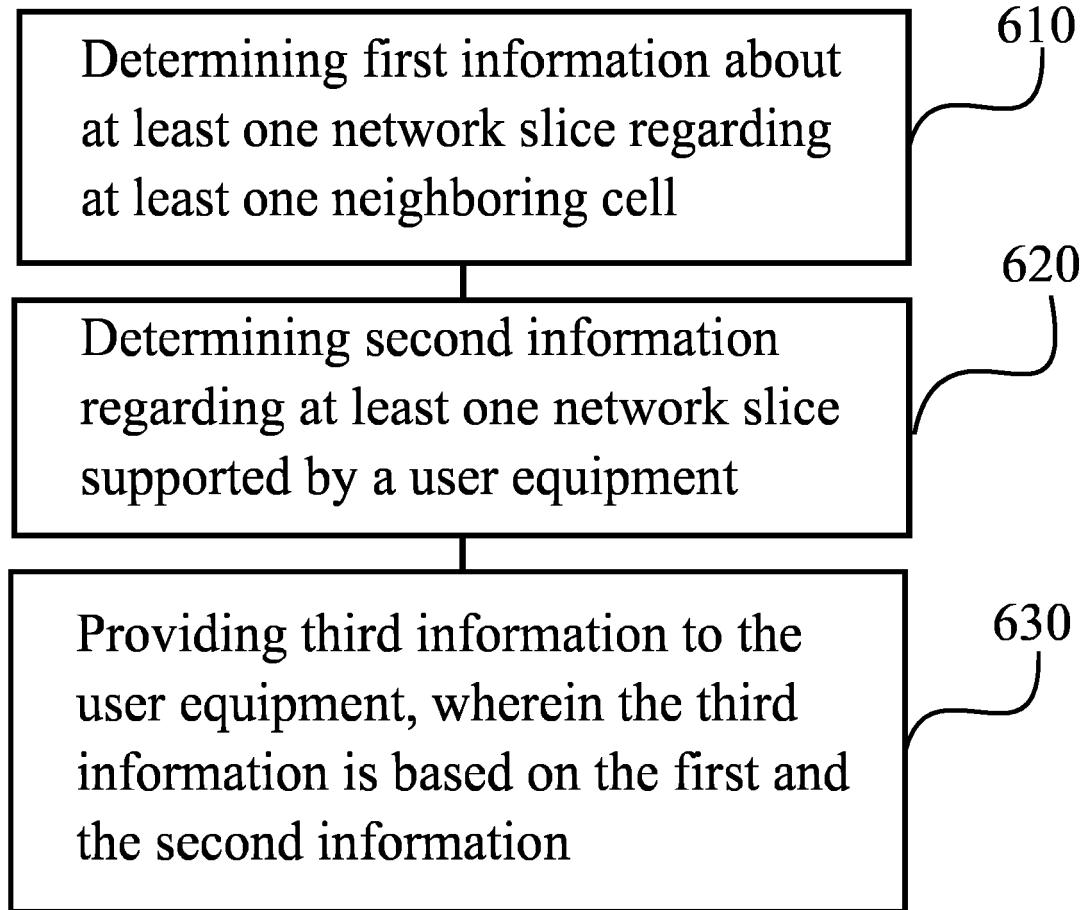 Determining first information about
at least one network slice regarding
at least one neighboring cell
610
Determining second information
regarding at least one network slice
supported by a user equipment
620
Providing third information to the
user equipment, wherein the third
information is based on the first and
the second information
630